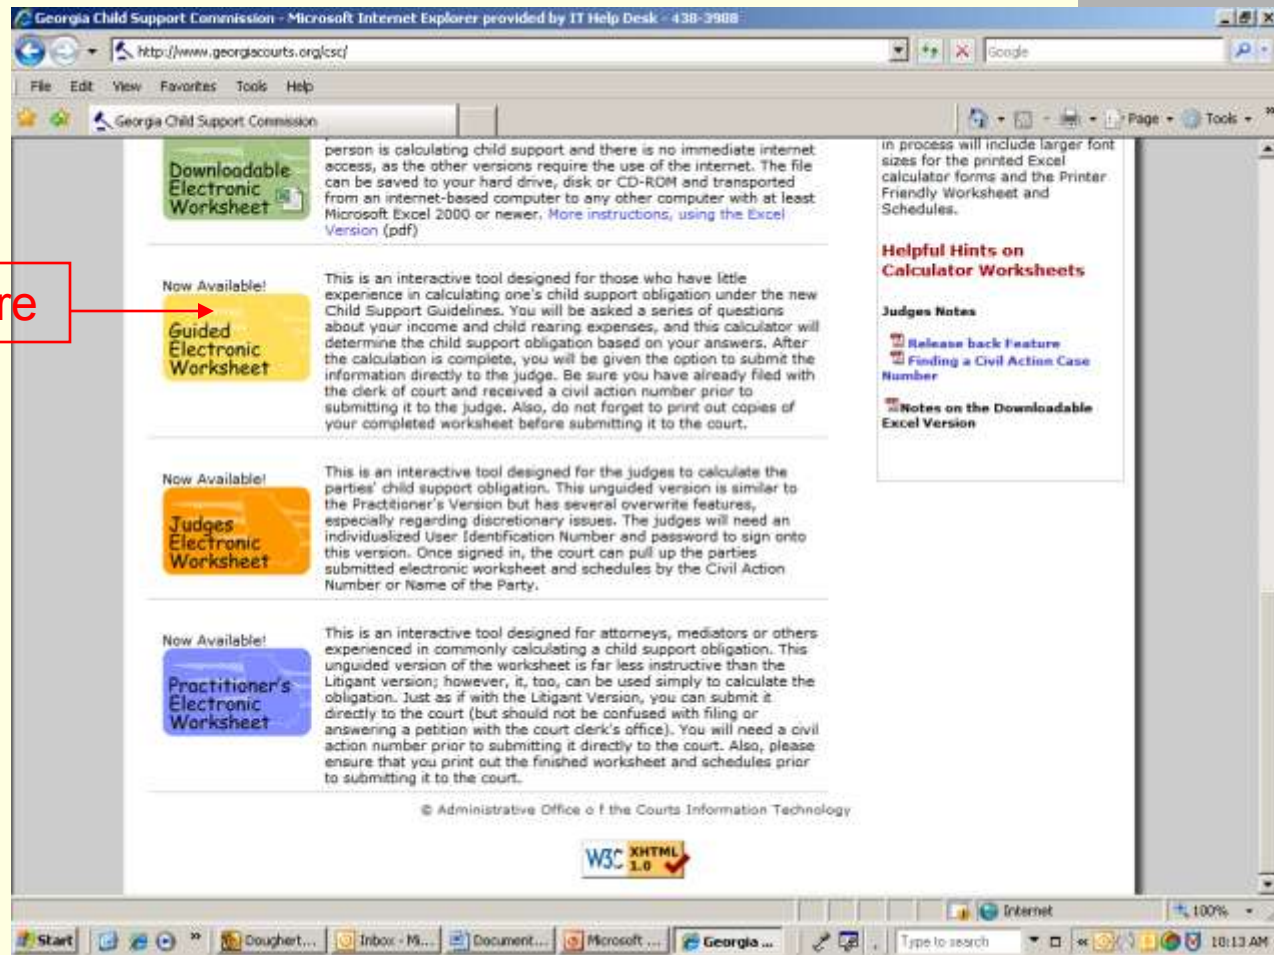 Georgia Child Support Commission - Microsoft Internet Explorer provided by IT Help Desk - 438-3988
http://www.georgiacourts.org/csc/
Google
File Edit View Favorites Tools Help
Georgia Child Support Commission
Page
Tools
Downloadable
Electronic
Worksheet
person is calculating child support and there is no immediate internet
access, as the other versions require the use of the internet. The file
can be saved to your hard drive, disk or CD-ROM and transported
from an internet-based computer to any other computer with at least
Microsoft Excel 2000 or newer. More instructions, using the Excel
Version (pdf)
re
Now Available!
Guided
Electronic
Worksheet
This is an interactive tool designed for those who have little
experience in calculating one's child support obligation under the new
Child Support Guidelines. You will be asked a series of questions
about your income and child rearing expenses, and this calculator will
determine the child support obligation based on your answers. After
the calculation is complete, you will be given the option to submit the
information directly to the judge. Be sure you have already filed with
the clerk of court and received a civil action number prior to
submitting it to the judge. Also, do not forget to print out copies of
your completed worksheet before submitting it to the court.
Now Available!
Judges
Electronic
Worksheet
This is an interactive tool designed for the judges to calculate the
parties' child support obligation. This unguided version is similar to
the Practitioner's Version but has several overwrite features,
especially regarding discretionary issues. The judges will need an
individualized User Identification Number and password to sign onto
this version. Once signed in, the court can pull up the parties
submitted electronic worksheet and schedules by the Civil Action
Number or Name of the Party.
Now Available!
Practitioner's
Electronic
Worksheet
This is an interactive tool designed for attorneys, mediators or others
experienced in commonly calculating a child support obligation. This
unguided version of the worksheet is far less instructive than the
Litigant version; however, it, too, can be used simply to calculate the
obligation. Just as if with the Litigant Version, you can submit it
directly to the court (but should not be confused with filing or
answering a petition with the court clerk's office). You will need a civil
action number prior to submitting it directly to the court. Also, please
ensure that you print out the finished worksheet and schedules prior
to submitting it to the court.
in process will include larger font
sizes for the printed Excel
calculator forms and the Printer
Friendly Worksheet and
Schedules.
Helpful Hints on
Calculator Worksheets
Judges Notes
Release back Feature
Finding a Civil Action Case
Number
Notes on the Downloadable
Excel Version
© Administrative Office o f the Courts Information Technology
W3C XHTML
1.0
Internet
100%
Start
Doughert...
Inbox - Mi...
Document...
Microsoft ...
Georgia ...
Type to search
10:13 AM